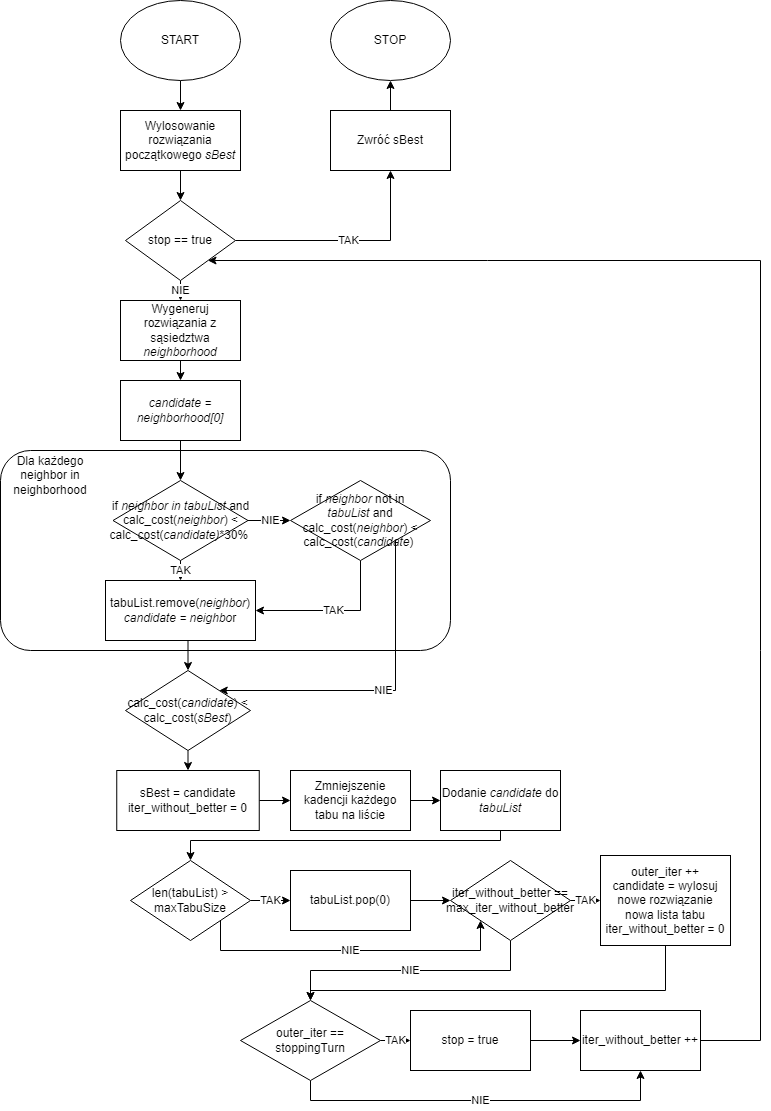 START
STOP
Wylosowanie
rozwiązania
początkowego sBest
Zwróć sBest
stop == true
TAK
NIE
Wygeneruj
rozwiązania z
sąsiedztwa
neighborhood
candidate =
neighborhood[0]
Dla każdego
neighbor in
neighborhood
if neighbor in tabuList and
calc_cost(neighbor) <
calc_cost(candidate)*30%
NIE
if neighbor not in
tabuList and
calc_cost(neighbor) <
calc_cost(candidate)
TAK
tabuList.remove(neighbor)
candidate = neighbor
TAK
NIE
calc_cost(candidate) <
calc_cost(sBest)
sBest = candidate
iter_without_better = 0
Zmniejszenie
kadencji każdego
tabu na liście
Dodanie candidate do
tabuList
len(tabuList) >
maxTabuSize
TAK
tabuList.pop(0)
iter_without_better ==
max_iter_without_better
TAK
outer_iter ++
candidate = wylosuj
nowe rozwiązanie
nowa lista tabu
iter_without_better = 0
NIE
NIE
outer_iter ==
stoppingTurn
TAK
stop = true
iter_without_better ++
NIE